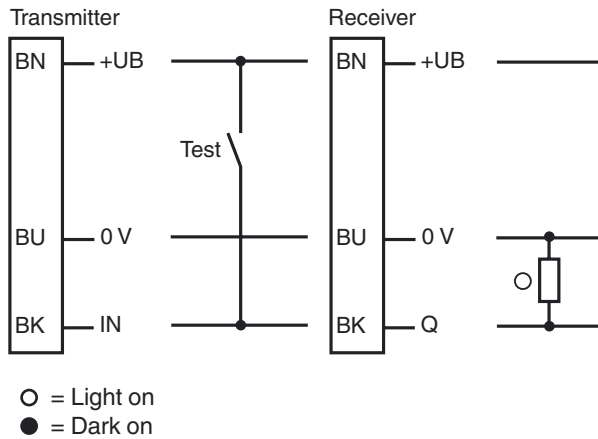 Transmitter
Receiver
BN
+UB
BN
+UB
Test
BU
0 V
BU
0 V
BK
IN
BK
Q
= Light on
= Dark on